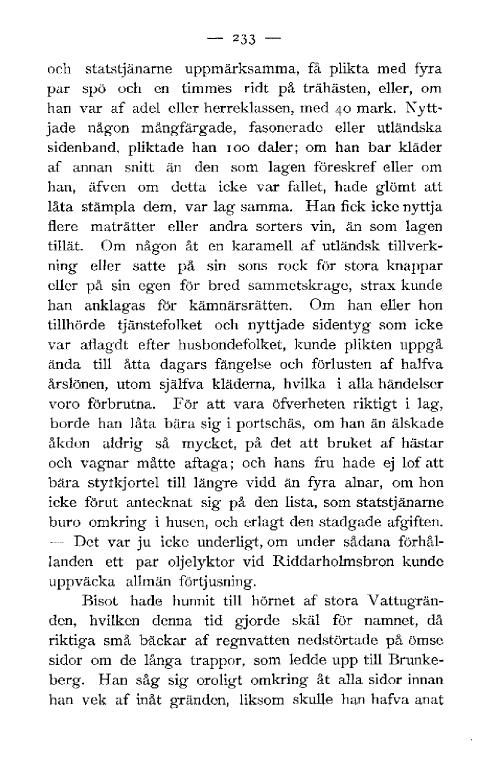 — 233 —
och statstjänarne uppmärksamma, få plikta med fyra
par spö och en timmes ridt på trähästen, eller, om
han var af adel eller herreklassen, med 40 mark. Nytt-
jade någon mångfärgade, fasonerade eller utländska
sidenband, pliktade han 100 daler; om han bar kläder
af annan snitt än den som lagen föreskref eller om
han, äfven om detta icke var fallet, hade glömt att
låta stämpla dem, var lag samma. Han fick icke nyttja
flere maträtter eller andra sorters vin, än som lagen
tillät. Om någon åt en karamell af utländsk tillverk-
ning eller satte på sin sons rock för stora knappar
eller på sin egen för bred sammetskrage, strax kunde
han anklagas för kämnärsrätten. Om han eller hon
tillhörde tjänstefolket och nyttjade sidentyg som icke
var aflagdt efter husbondefolket, kunde plikten uppgå
ända till åtta dagars fängelse och förlusten af halfva
årslönen, utom själfva kläderna, hvilka i alla händelser
voro förbrutna. För att vara öfverheten riktigt i lag,
borde han låta bära sig i portschäs, om han än älskade
åkdon aldrig så mycket, på det att bruket af hästar
och vagnar måtte aftaga; och hans fru hade ej lof att
bära styfkjortel till längre vidd än fyra alnar, om hon
icke förut antecknat sig på den lista, som statstjänarne
buro omkring i husen, och erlagt den stadgade afgiften.
— Det var ju icke underligt, om under sådana förhål-
landen ett par oljelyktor vid Riddarholmsbron kunde
uppväcka allmän förtjusning.
Bisot hade hunnit till hörnet af stora Vattugrän-
den, hvilken denna tid gjorde skäl för namnet, då
riktiga små bäckar af regnvatten nedstörtade på ömse
sidor om de långa trappor, som ledde upp till Brunke-
berg. Han såg sig oroligt omkring åt alla sidor innan
han vek af inåt gränden, liksom skulle han hafva anat